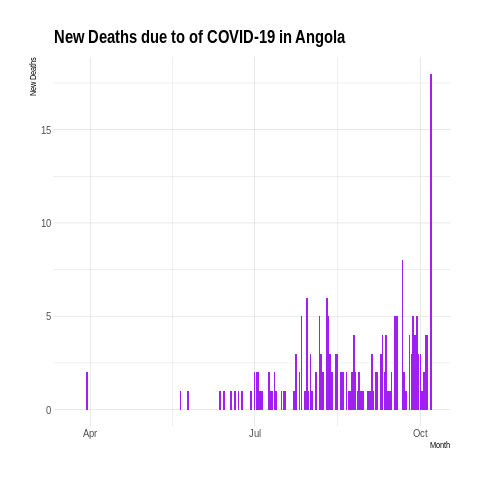 New Deaths due to of COVID-19 in Angola
New Deaths
15
10
5
0
Apr
Jul
Oct
Month